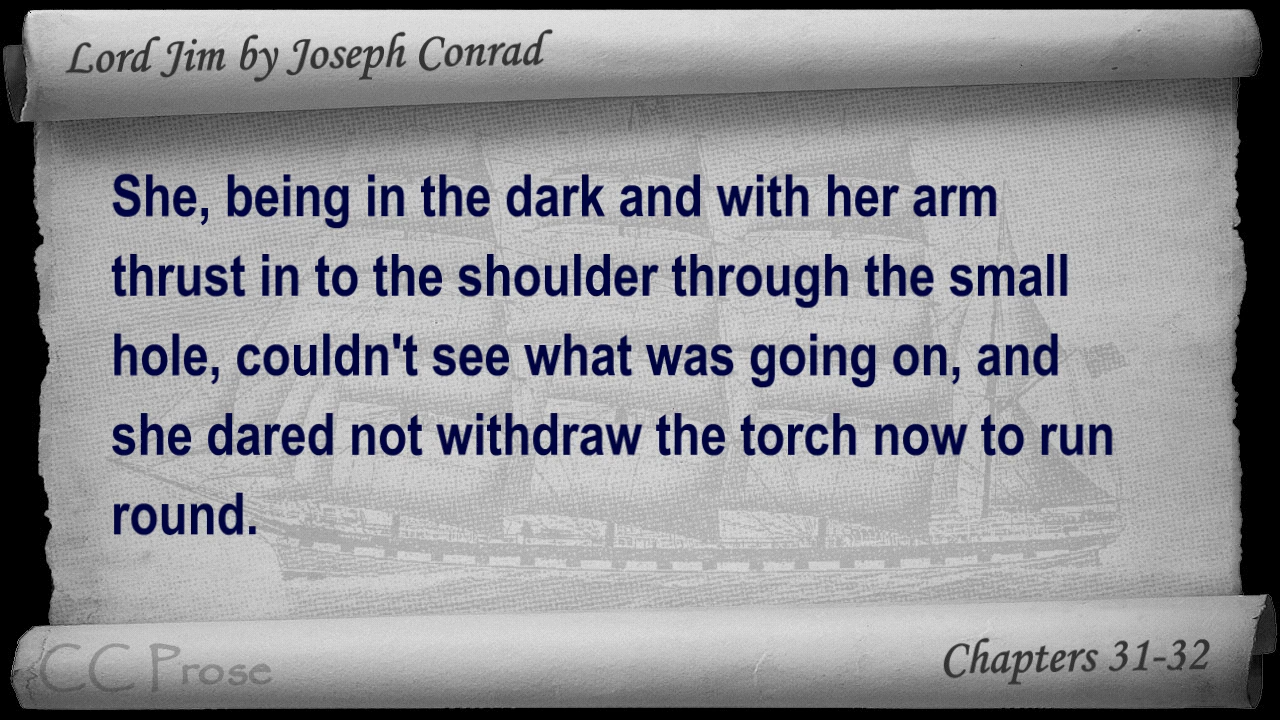 Lord Jim by Joseph Conrad
She, being in the dark and with her arm
thrust in to the shoulder through the small
hole, couldn't see what was going on, and
she dared not withdraw the torch now to run
round.
CC Prose
Chapters 31-32